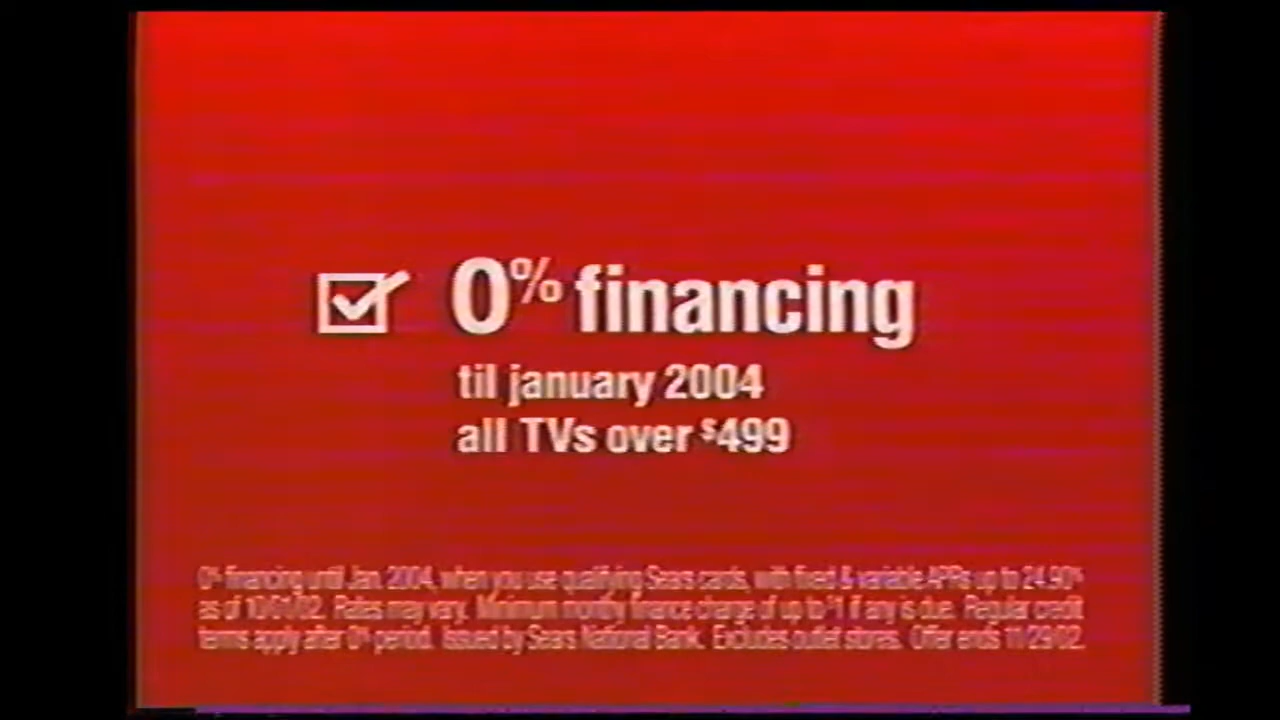 0% financing
til january 2004
all TVs over $499
0% financing until Jan. 2004, when you use qualifying Sears cards, with fixed & variable APRs up to 24.90%
as of 10/01/02. Rates may vary. Minimum monthly finance charge of up to $1 if any is due. Regular credit
terms apply after 0% period. Issued by Sears National Bank. Excludes outlet stores. Offer ends 11/29/02.